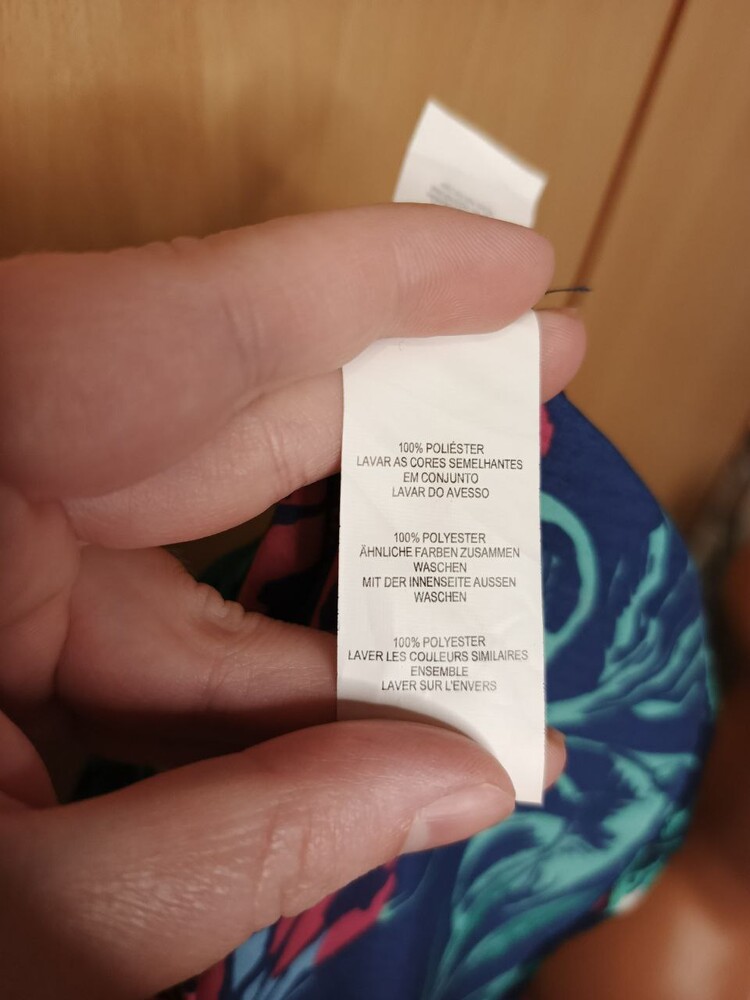 100% POLIÉSTER
LAVAR AS CORES SEMELHANTES
EM CONJUNTO
LAVAR DO AVESSO
100% POLYESTER
ÄHNLICHE FARBEN ZUSAMMEN
WASCHEN
MIT DER INNENSEITE AUSSEN
WASCHEN
100% POLYESTER
LAVER LES COULEURS SIMILAIRES
ENSEMBLE
LAVER SUR L'ENVERS